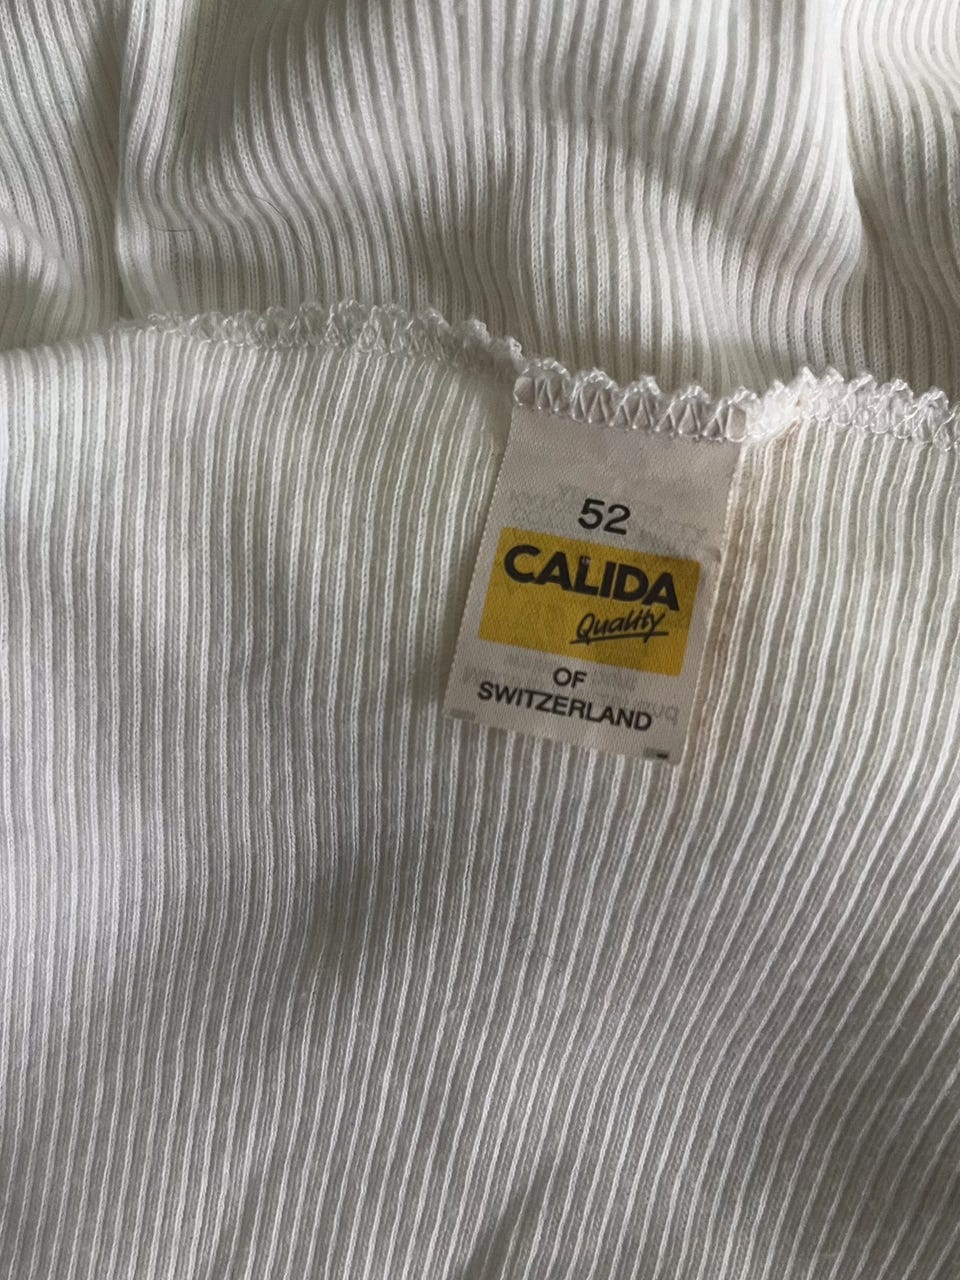 52
CALIDA
Quality
OF
SWITZERLAND